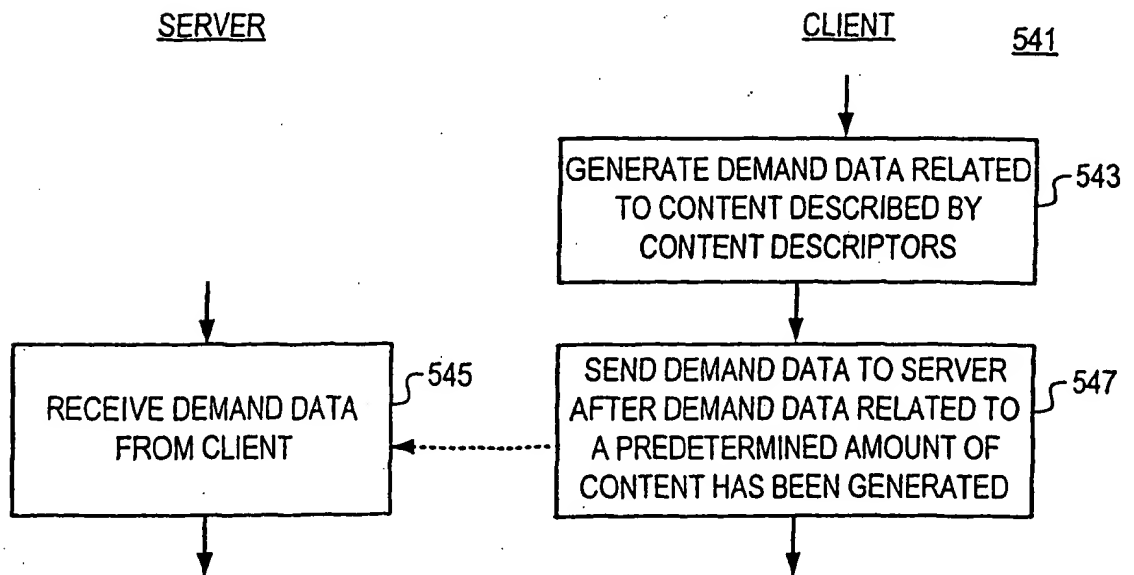 SERVER
CLIENT
541
GENERATE DEMAND DATA RELATED
TO CONTENT DESCRIBED BY
CONTENT DESCRIPTORS
543
RECEIVE DEMAND DATA
FROM CLIENT
545
SEND DEMAND DATA TO SERVER
AFTER DEMAND DATA RELATED TO
A PREDETERMINED AMOUNT OF
CONTENT HAS BEEN GENERATED
547